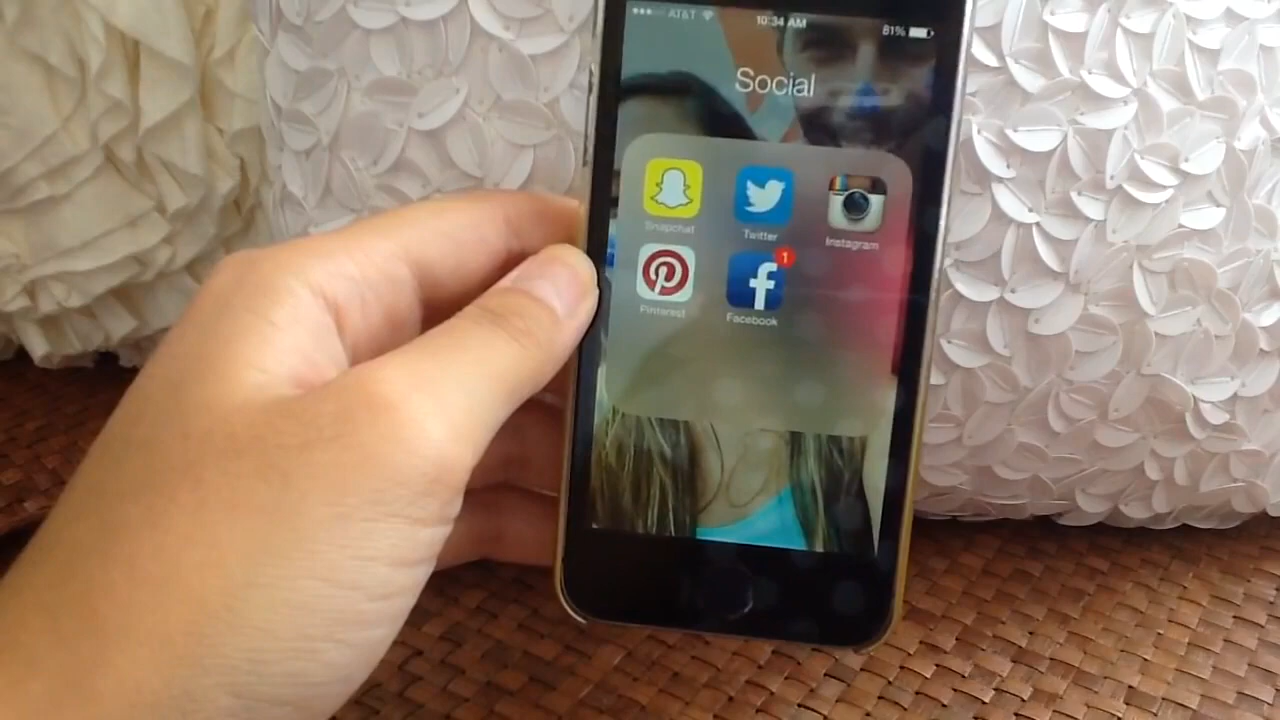 AT&T 10:34 AM 81%
Social
Snapchat Twitter Instagram
1
Pinterest Facebook